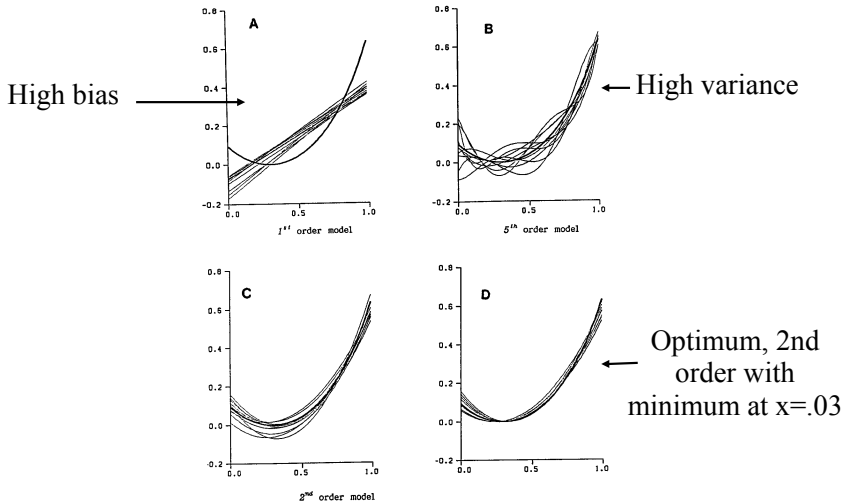 A
0.8
0.6
0.4
0.2
0.0
-0.2
0.0 0.5 1.0
1st order model
High bias
B
0.8
0.6
0.4
0.2
0.0
-0.2
0.0 0.5 1.0
5th order model
High variance
C
0.8
0.6
0.4
0.2
0.0
-0.2
0.0 0.5 1.0
2nd order model
D
0.8
0.6
0.4
0.2
0.0
-0.2
0.0 0.5 1.0
Optimum, 2nd
order with
minimum at x=.03